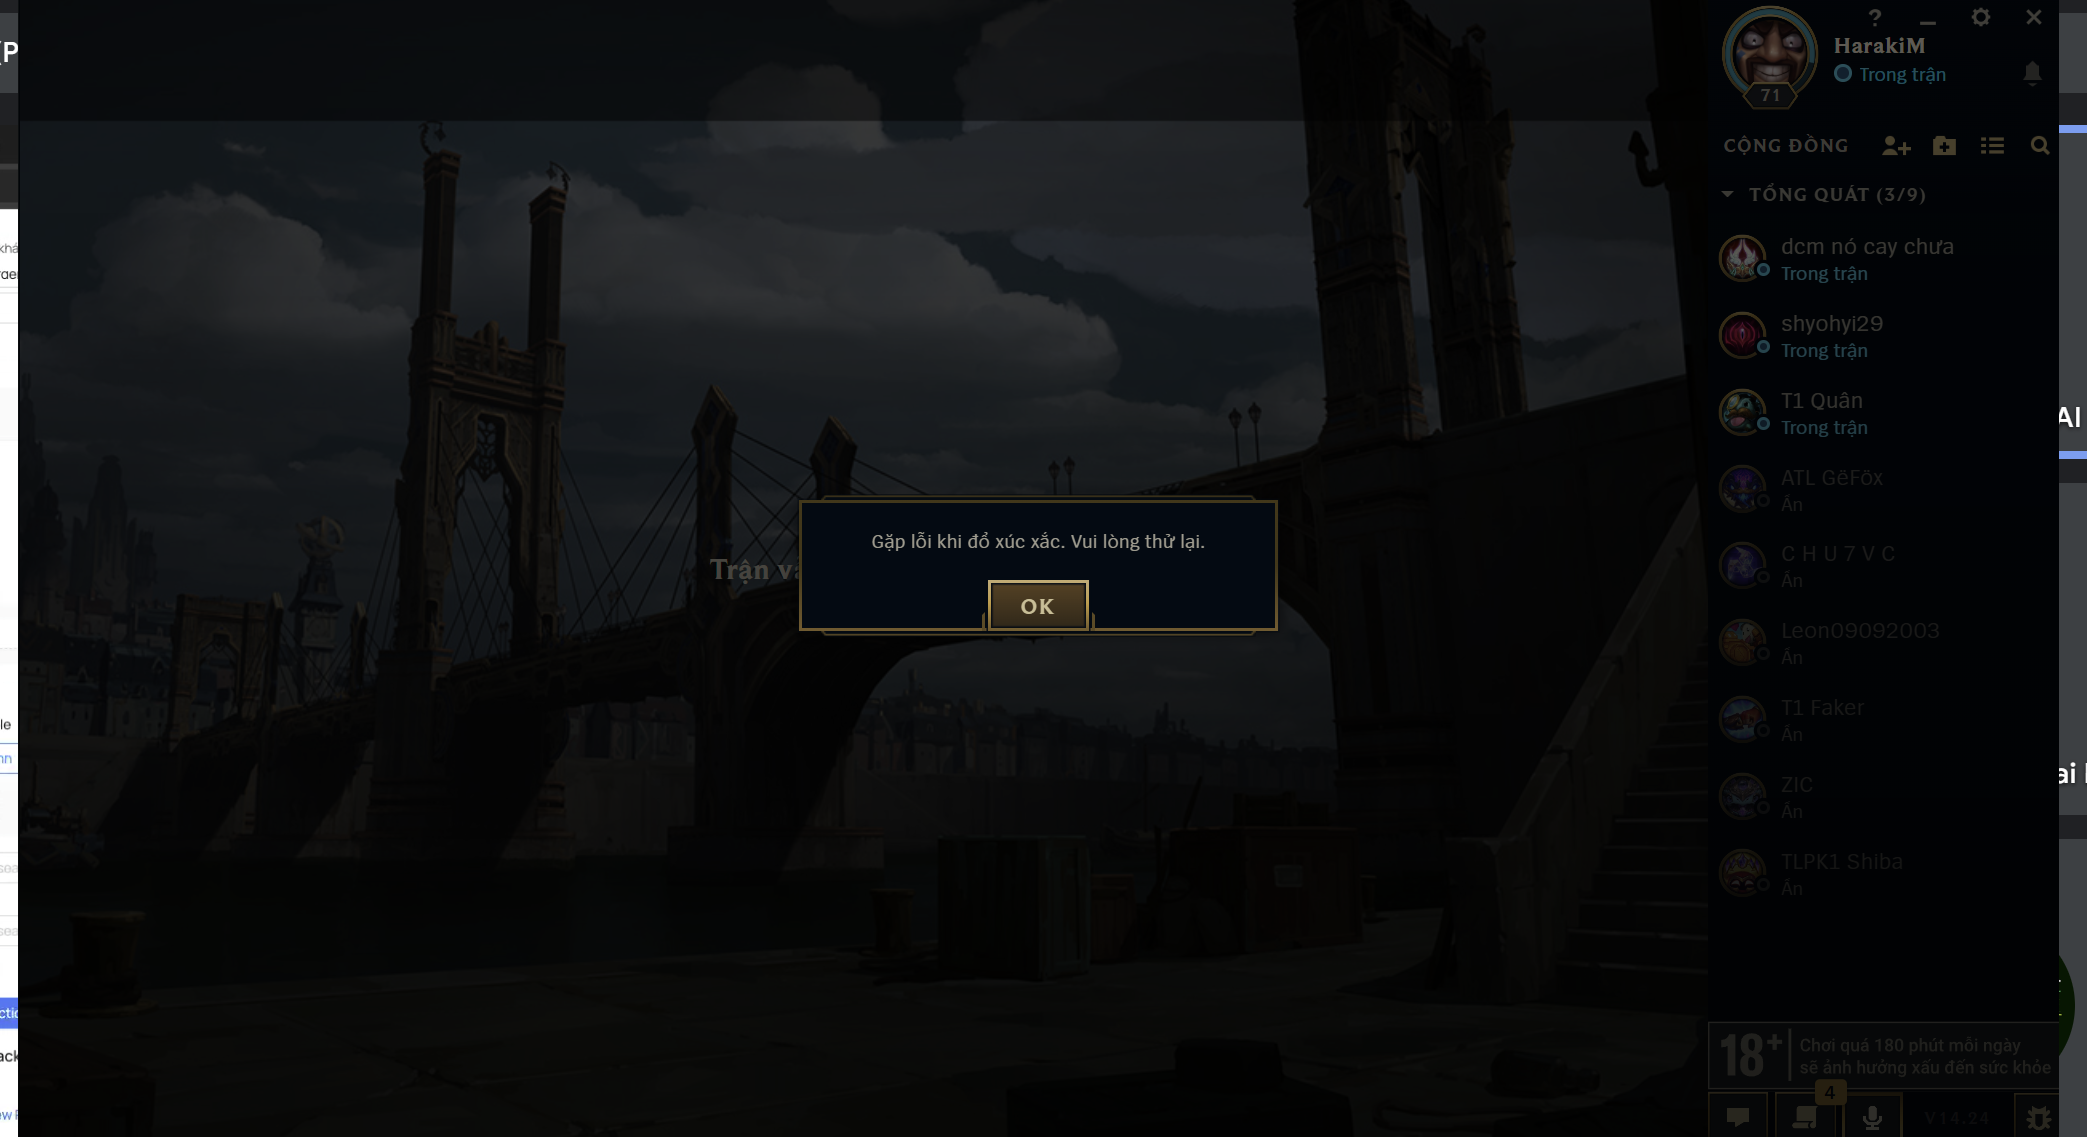 HarakiM
Trong trận
71
CỘNG ĐỒNG
TỔNG QUÁT (3/9)
dcm nó cay chưa
Trong trận
shyohyi29
Trong trận
T1 Quân
Trong trận
ATL GēFöx
Ẩn
C H U 7 V C
Ẩn
Leon09092003
Ẩn
T1 Faker
Ẩn
ZIC
Ẩn
TLPK1 Shiba
Ẩn
Gặp lỗi khi đổ xúc xắc. Vui lòng thử lại.
OK
Trận
18+
Chơi quá 180 phút mỗi ngày
sẽ ảnh hưởng xấu đến sức khỏe
4
V14.24
AI